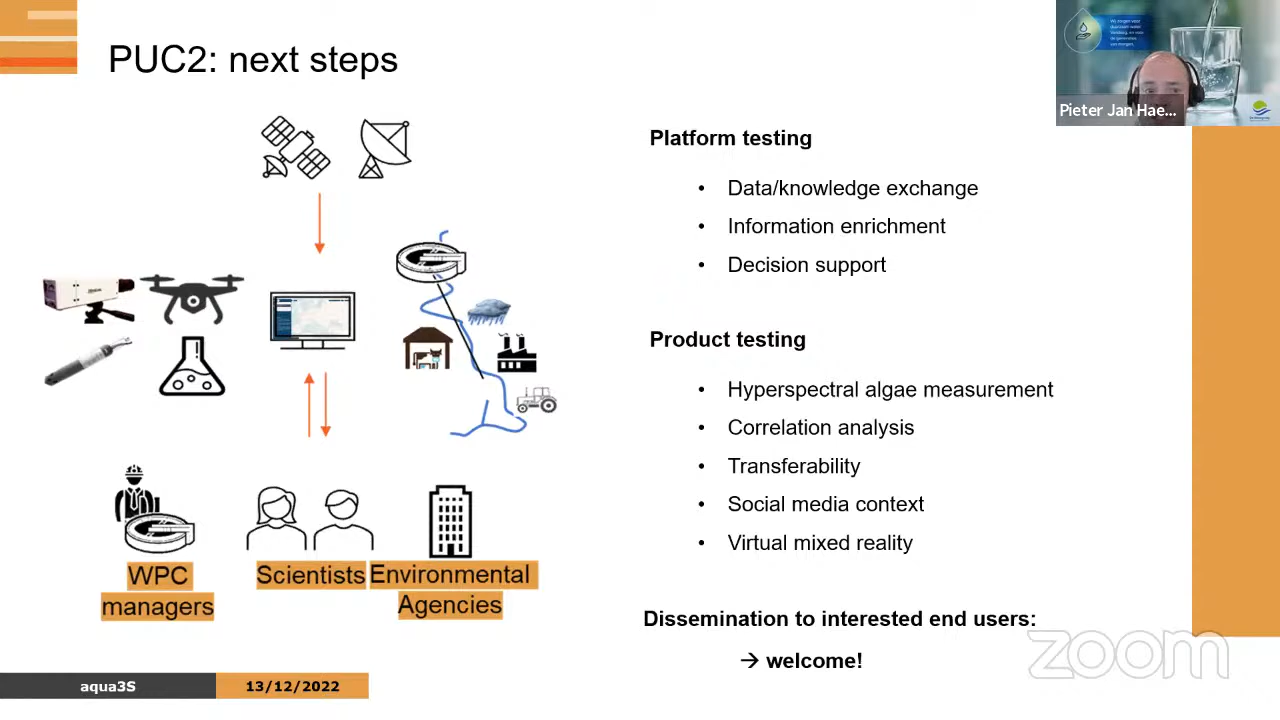 PUC2: next steps
Pieter Jan Hae...
Platform testing
• Data/knowledge exchange
• Information enrichment
• Decision support
Product testing
• Hyperspectral algae measurement
• Correlation analysis
• Transferability
• Social media context
• Virtual mixed reality
WPC
managers
Scientists
Environmental
Agencies
Dissemination to interested end users:
→ welcome!
zoom
aqua3S
13/12/2022